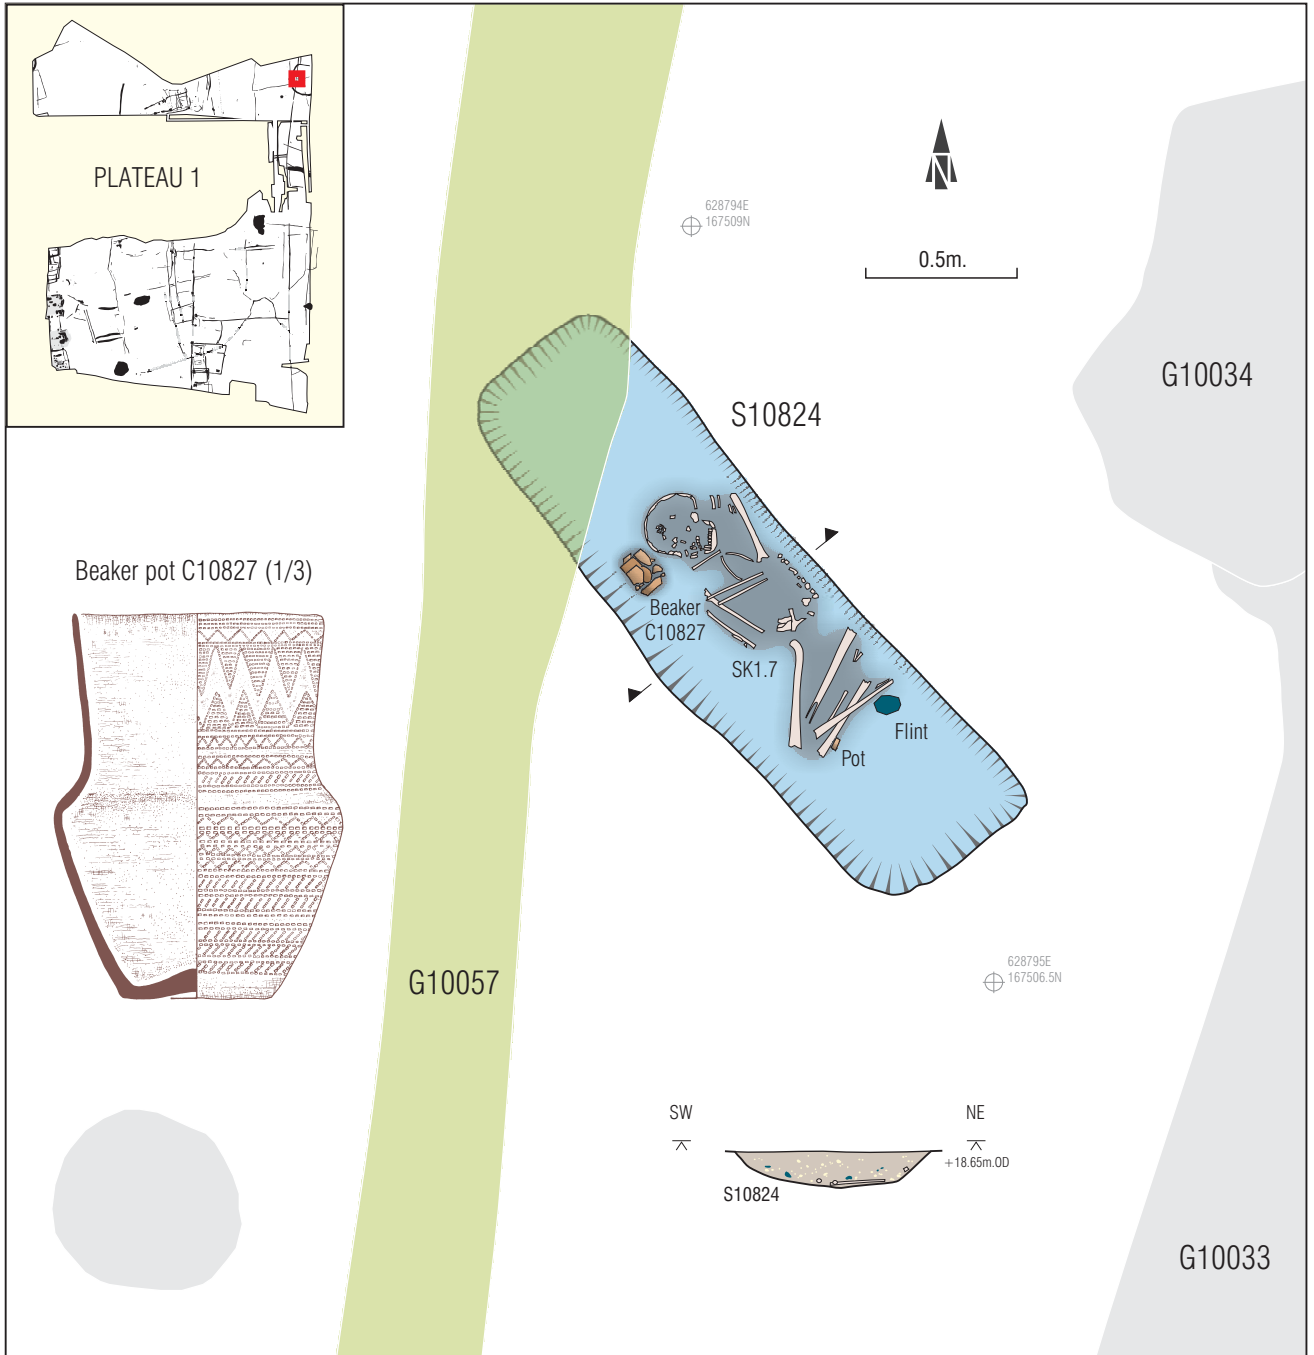 PLATEAU 1
N
628794E
167509N
0.5m.
G10034
S10824
Beaker pot C10827 (1/3)
Beaker
C10827
SK1.7
Flint
Pot
G10057
628795E
167506.5N
SW
NE
+18.65m.OD
S10824
G10033